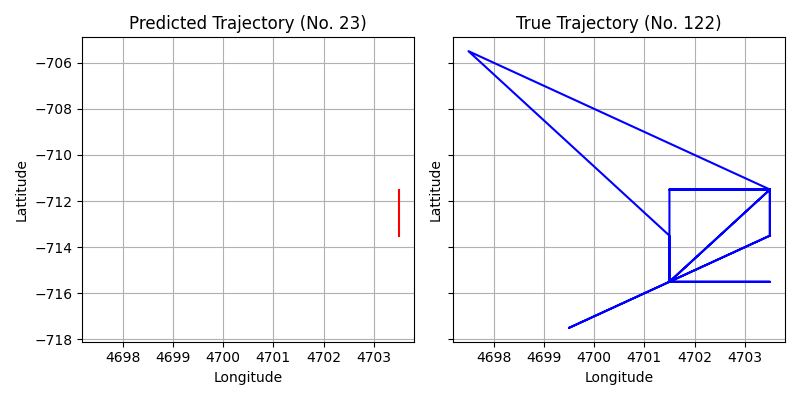 Predicted Trajectory (No. 23)
True Trajectory (No. 122)
−706
−708
−710
−712
−714
−716
−718
Lattitude
Lattitude
4698 4699 4700 4701 4702 4703
4698 4699 4700 4701 4702 4703
Longitude
Longitude